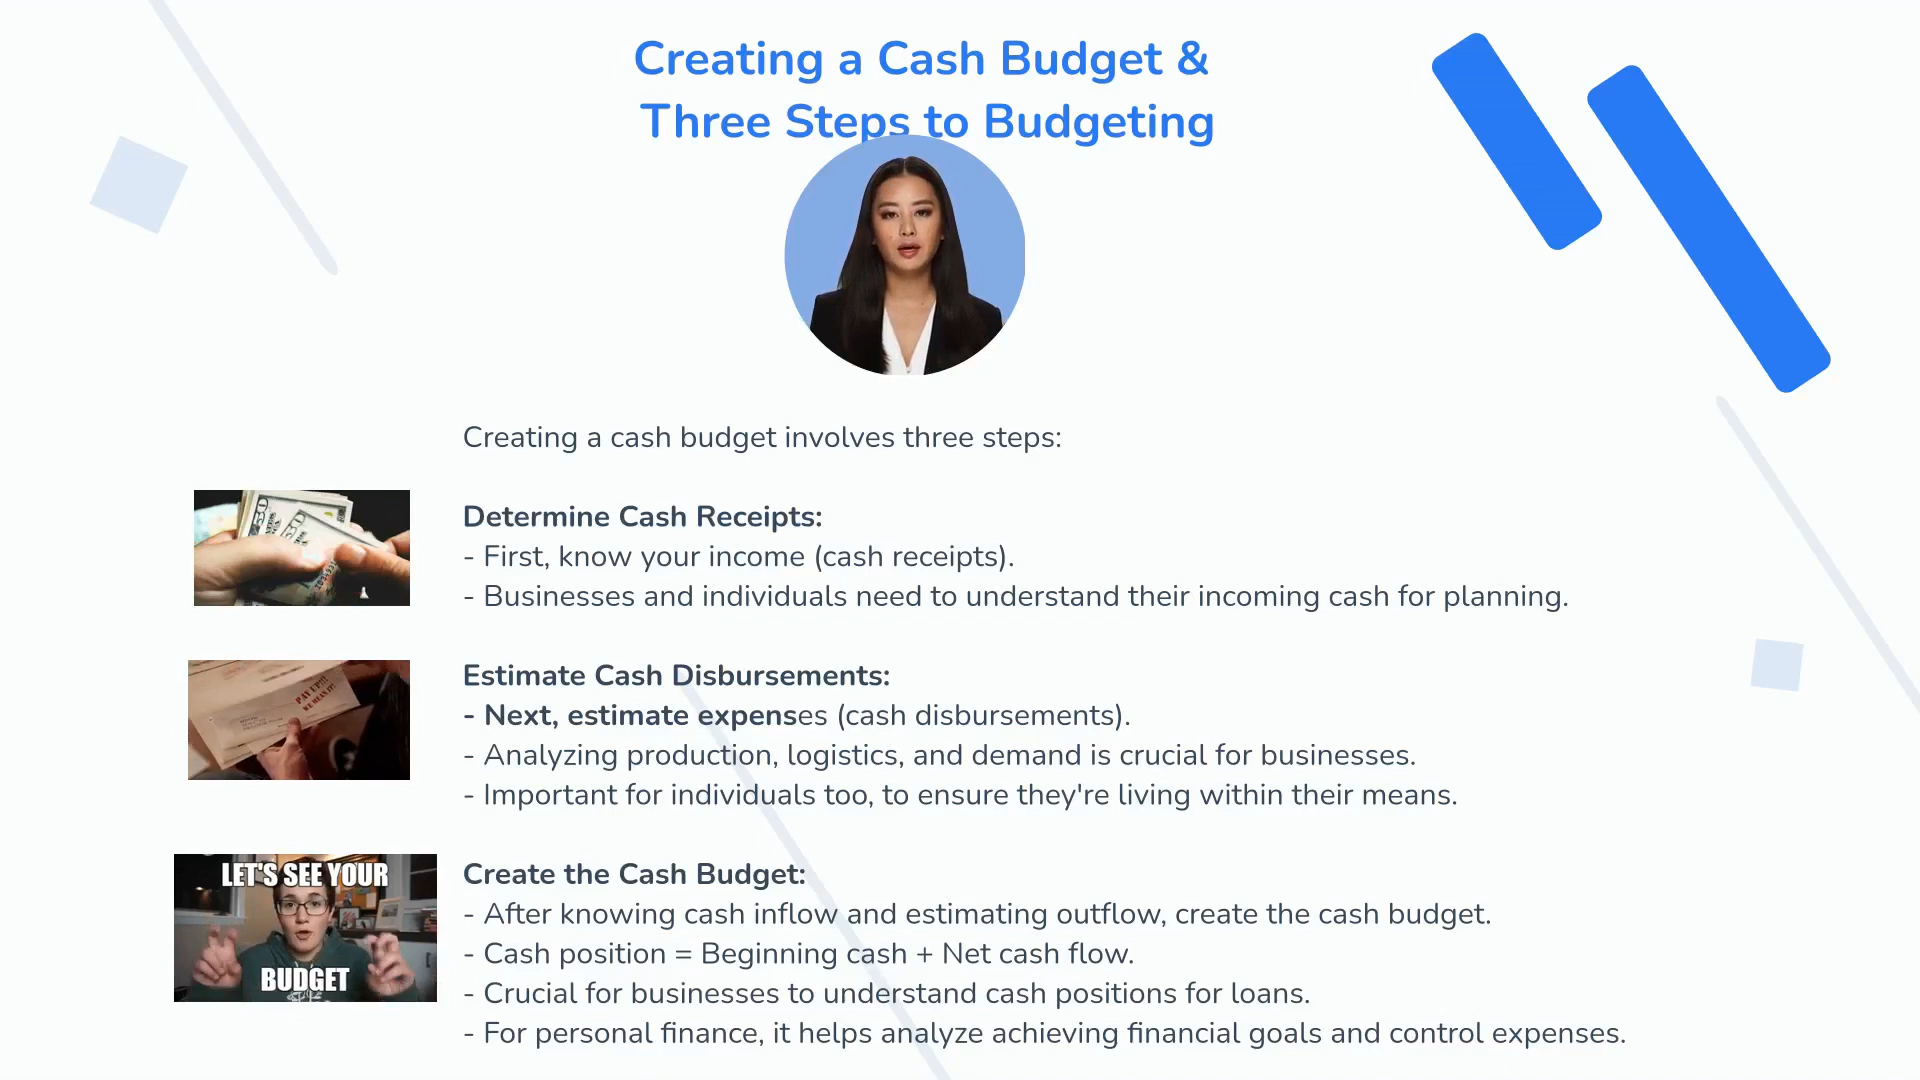 Creating a Cash Budget &
Three Steps to Budgeting
Creating a cash budget involves three steps:
Determine Cash Receipts:
- First, know your income (cash receipts).
- Businesses and individuals need to understand their incoming cash for planning.
PAY UP!!!
WE MEAN IT!
Estimate Cash Disbursements:
- Next, estimate expenses (cash disbursements).
- Analyzing production, logistics, and demand is crucial for businesses.
- Important for individuals too, to ensure they're living within their means.
LET'S SEE YOUR
BUDGET
Create the Cash Budget:
- After knowing cash inflow and estimating outflow, create the cash budget.
- Cash position = Beginning cash + Net cash flow.
- Crucial for businesses to understand cash positions for loans.
- For personal finance, it helps analyze achieving financial goals and control expenses.